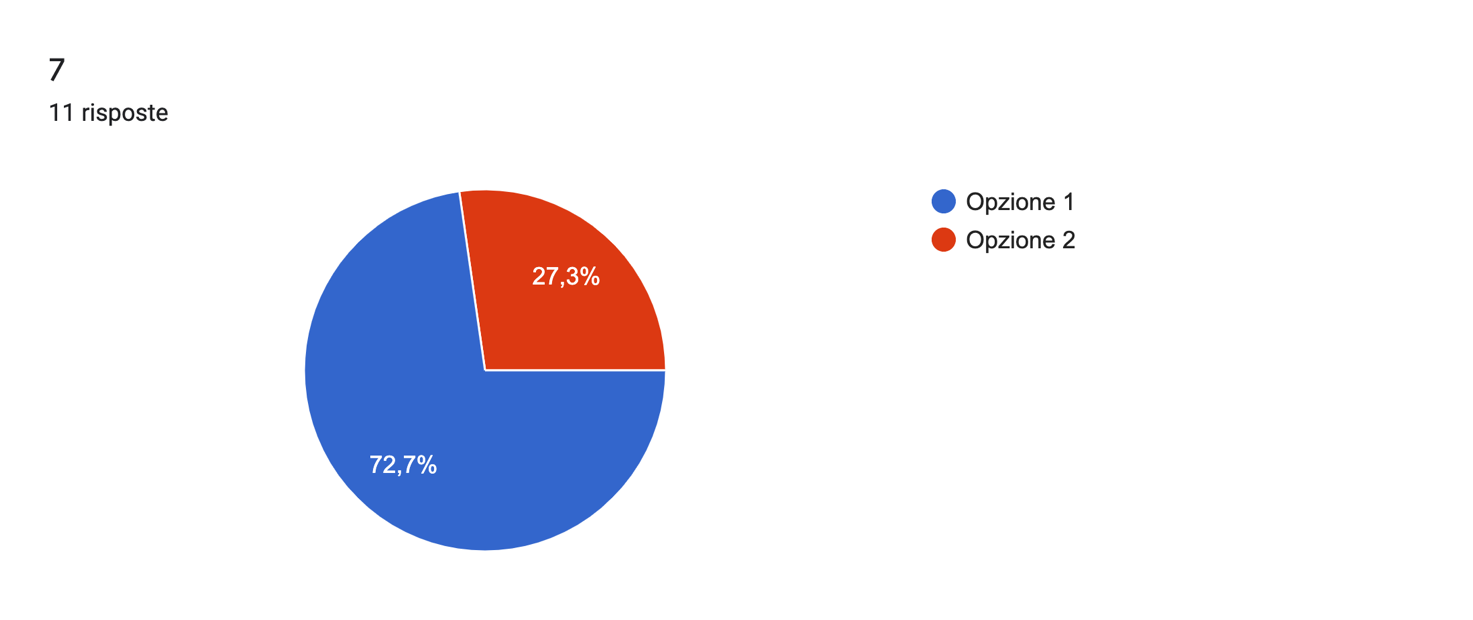 7
11 risposte
Opzione 1
Opzione 2
27,3%
72,7%